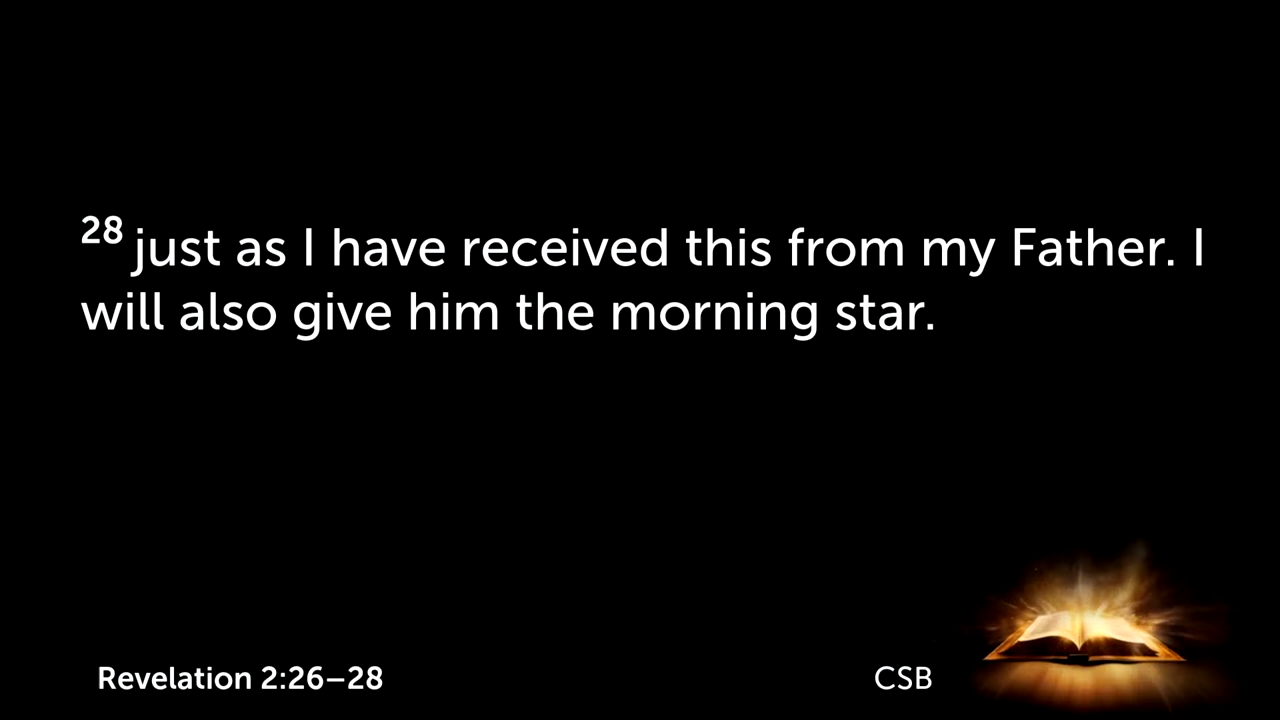 28 just as I have received this from my Father. I
will also give him the morning star.
Revelation 2:26–28
CSB